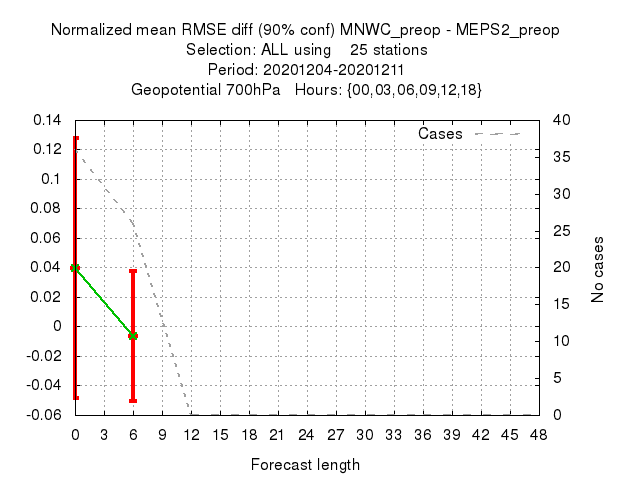 Normalized mean RMSE diff (90% conf) MNWC_preop - MEPS2_preop
Selection: ALL using    25 stations
Period: 20201204-20201211
Geopotential 700hPa   Hours: {00,03,06,09,12,18}
Cases
0.14
0.12
0.1
0.08
0.06
0.04
0.02
0
-0.02
-0.04
-0.06
40
35
30
25
20
15
10
5
0
No cases
0 3 6 9 12 15 18 21 24 27 30 33 36 39 42 45 48
Forecast length